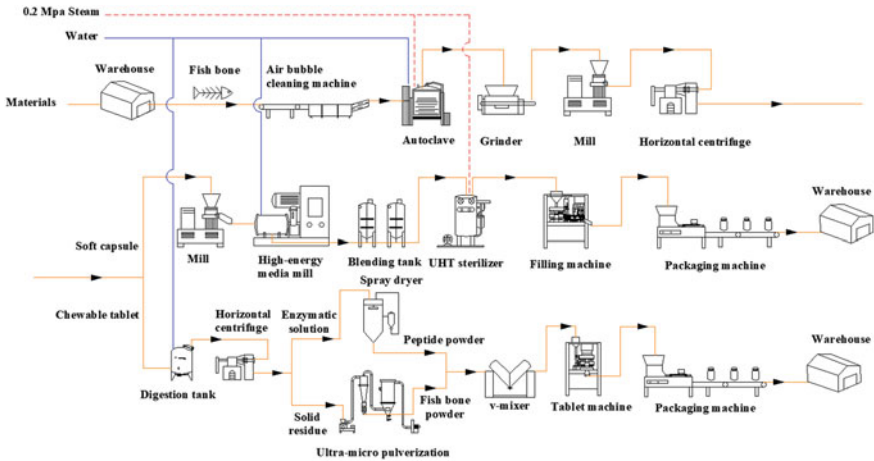 0.2 Mpa Steam
Water
Warehouse
Fish bone
Air bubble
cleaning machine
Materials
Autoclave
Grinder
Mill
Horizontal centrifuge
Warehouse
Soft capsule
Mill
High-energy
media mill
Blending tank
UHT sterilizer
Filling machine
Packaging machine
Spray dryer
Chewable tablet
Horizontal
centrifuge
Enzymatic
solution
Peptide powder
Warehouse
Digestion tank
Solid
residue
Fish bone
powder
v-mixer
Tablet machine
Packaging machine
Ultra-micro pulverization